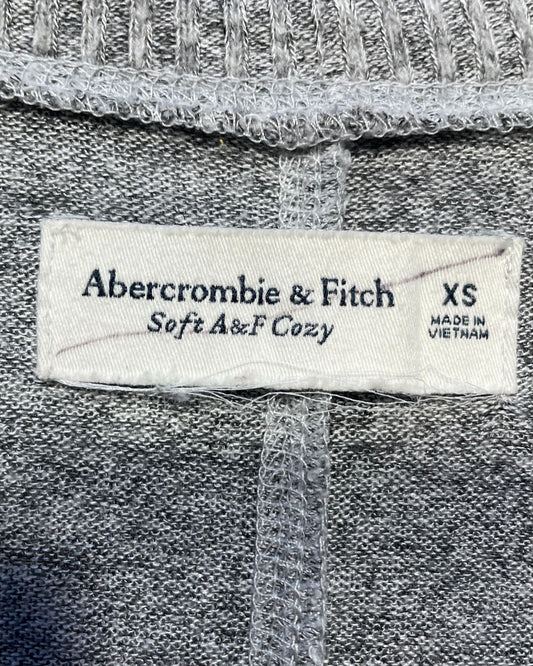 Abercrombie & Fitch
Soft A&F Cozy
XS
MADE IN
VIETNAM